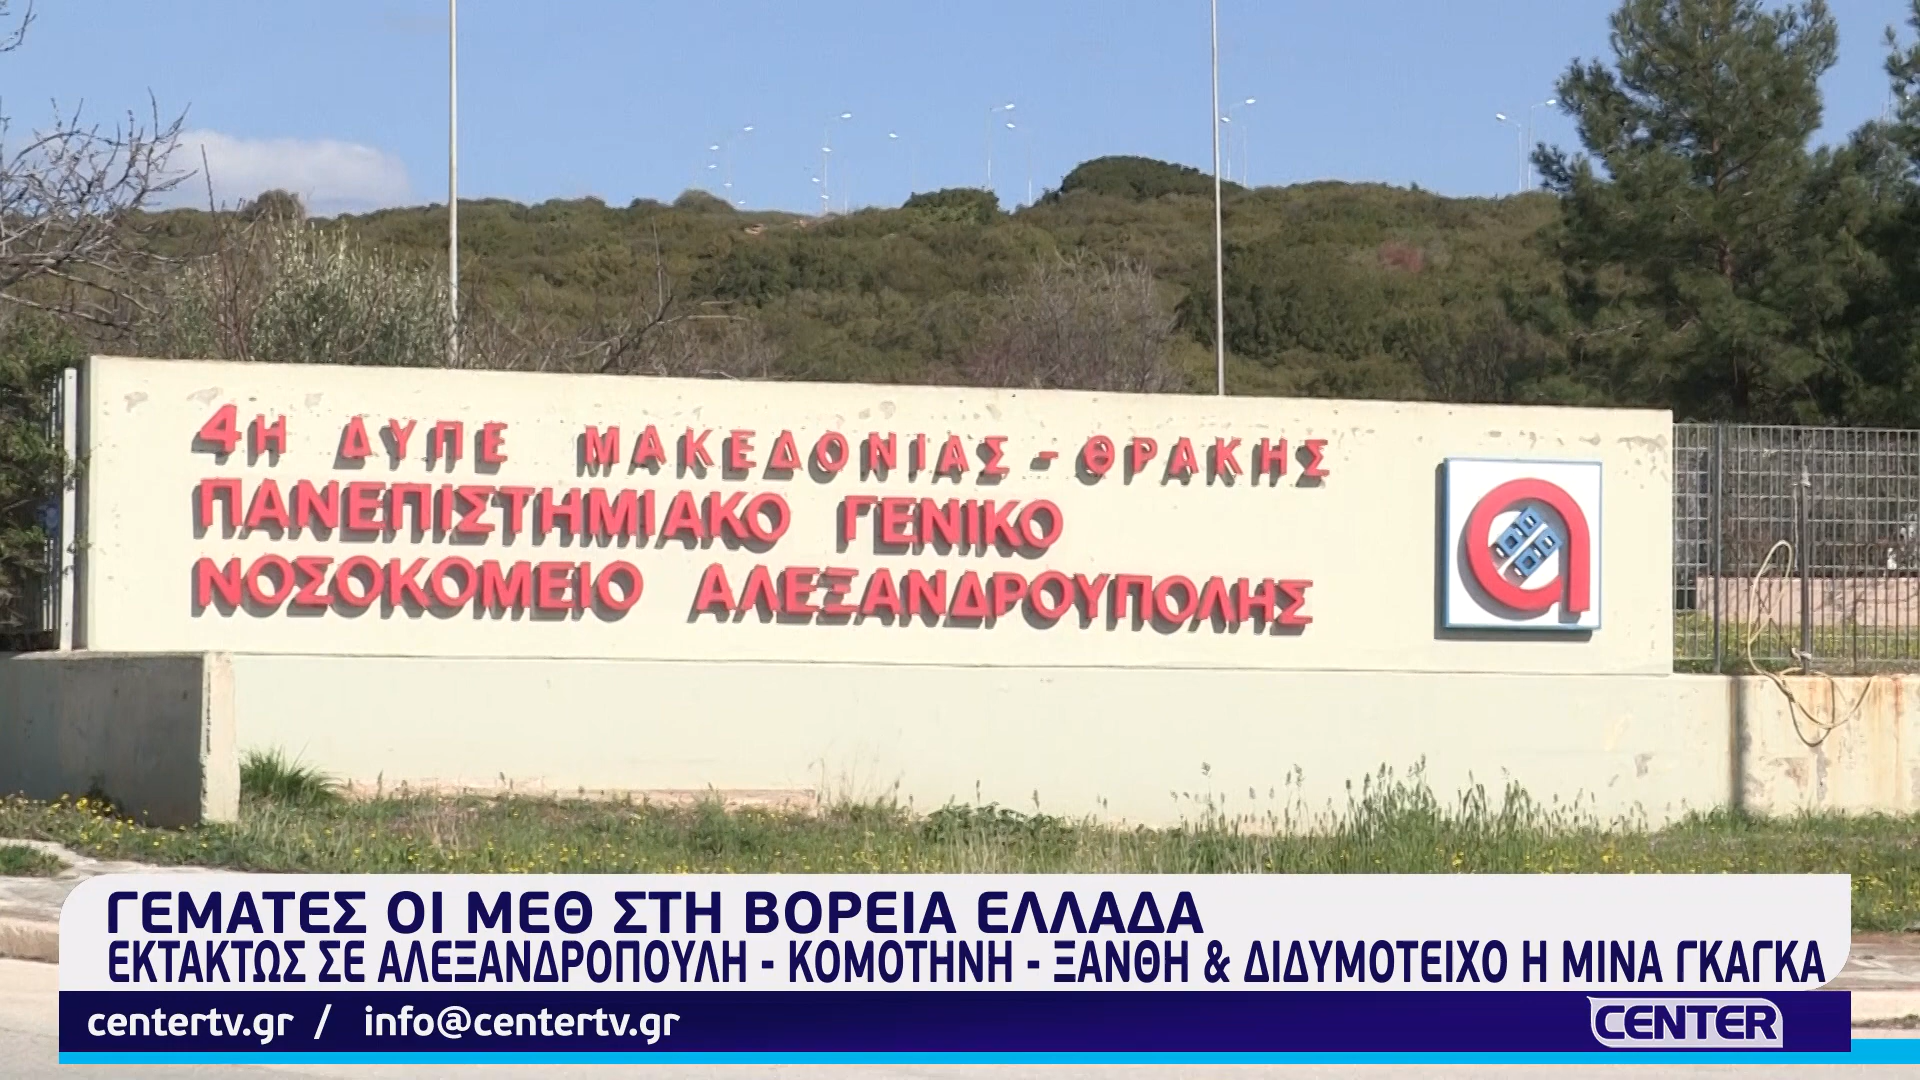 4Η ΔΥΠΕ ΜΑΚΕΔΟΝΙΑΣ - ΘΡΑΚΗΣ
ΠΑΝΕΠΙΣΤΗΜΙΑΚΟ ΓΕΝΙΚΟ
ΝΟΣΟΚΟΜΕΙΟ ΑΛΕΞΑΝΔΡΟΥΠΟΛΗΣ
ΓΕΜΑΤΕΣ ΟΙ ΜΕΘ ΣΤΗ ΒΟΡΕΙΑ ΕΛΛΑΔΑ
ΕΚΤΑΚΤΩΣ ΣΕ ΑΛΕΞΑΝΔΡΟΠΟΥΛΗ - ΚΟΜΟΤΗΝΗ - ΞΑΝΘΗ & ΔΙΔΥΜΟΤΕΙΧΟ Η ΜΙΝΑ ΓΚΑΓΚΑ
centertv.gr / info@centertv.gr CENTER